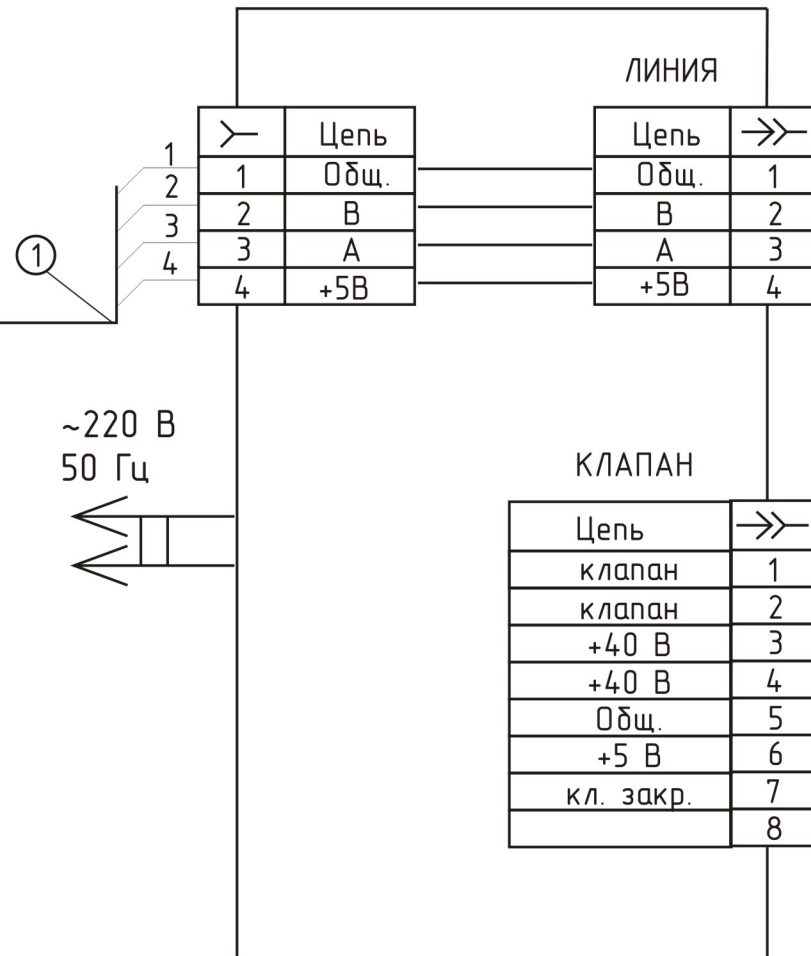 ЛИНИЯ
Цепь Цепь
1 1 Общ. Общ. 1
2 2 В В 2
3 3 А А 3
4 4 +5В +5В 4
1
~220 В
50 Гц
КЛАПАН
Цепь
клапан 1
клапан 2
+40 В 3
+40 В 4
Общ. 5
+5 В 6
кл. закр. 7
8